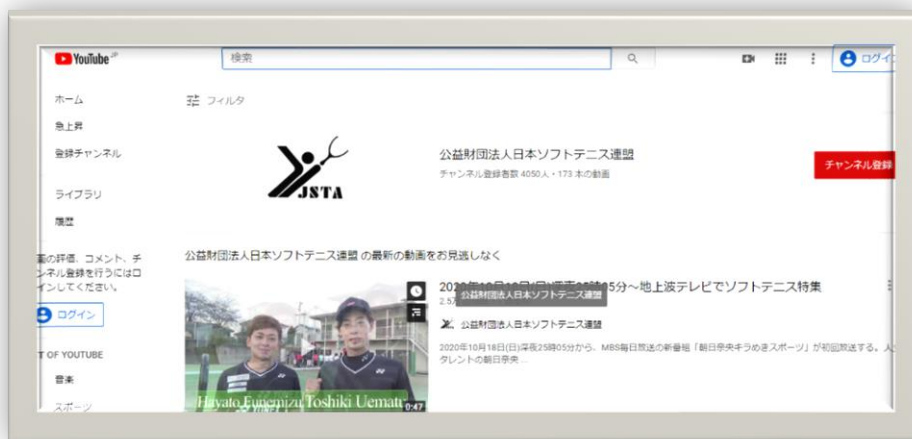 YouTube JP
検索
ログイン
ホーム
急上昇
登録チャンネル
ライブラリ
履歴
フィルタ
JSTA
公益財団法人日本ソフトテニス連盟
チャンネル登録者数 4050人・173 本の動画
チャンネル登録
画の評価、コメント、チ
ンネル登録を行うにはロ
インしてください。
ログイン
T OF YOUTUBE
音楽
スポーツ
公益財団法人日本ソフトテニス連盟 の最新の動画をお見逃しなく
Hayato Funemizu Toshiki Uematu
0:47
5分～地上波テレビでソフトテニス特集
公益財団法人日本ソフトテニス連盟
公益財団法人日本ソフトテニス連盟
2020年10月18日(日)深夜25時05分から、MBS毎日放送の新番組「朝日奈央キラめきスポーツ」が初回放送する。人
タレントの朝日奈央...